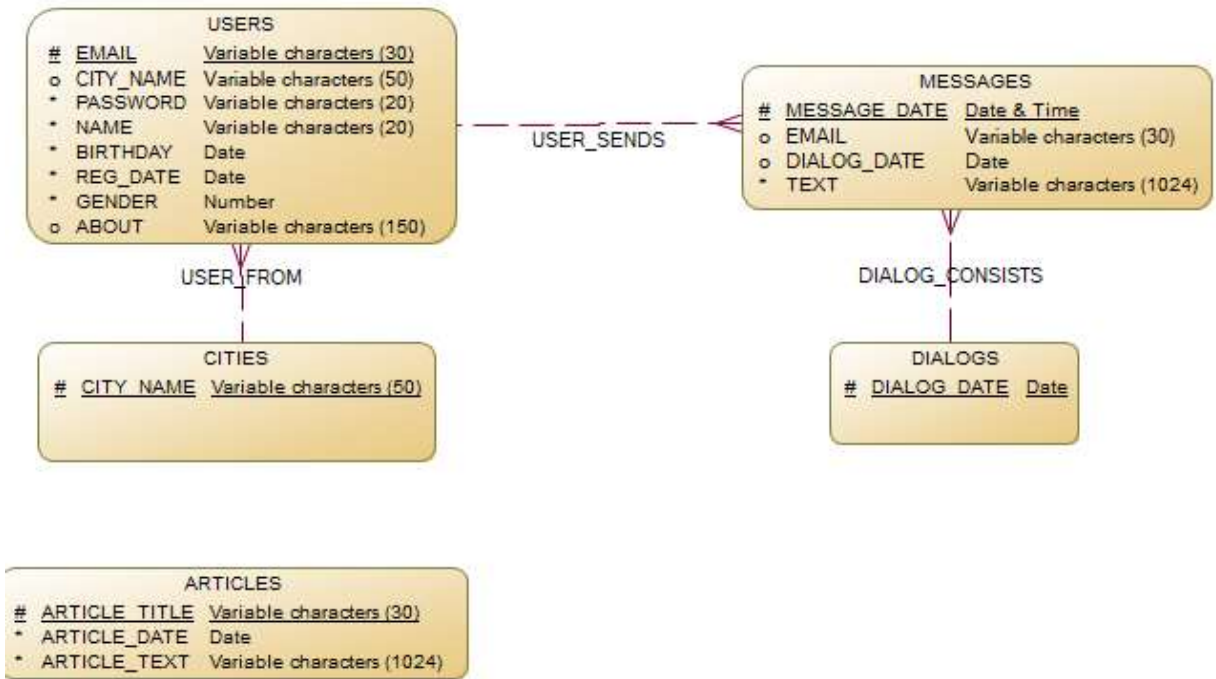 USERS
# EMAIL Variable characters (30)
o CITY_NAME Variable characters (50)
* PASSWORD Variable characters (20)
* NAME Variable characters (20)
* BIRTHDAY Date
* REG_DATE Date
* GENDER Number
o ABOUT Variable characters (150)
USER_SENDS
MESSAGES
# MESSAGE_DATE Date & Time
o EMAIL Variable characters (30)
o DIALOG_DATE Date
* TEXT Variable characters (1024)
USER_FROM
DIALOG_CONSISTS
CITIES
# CITY_NAME Variable characters (50)
DIALOGS
# DIALOG_DATE Date
ARTICLES
# ARTICLE_TITLE Variable characters (30)
* ARTICLE_DATE Date
* ARTICLE_TEXT Variable characters (1024)